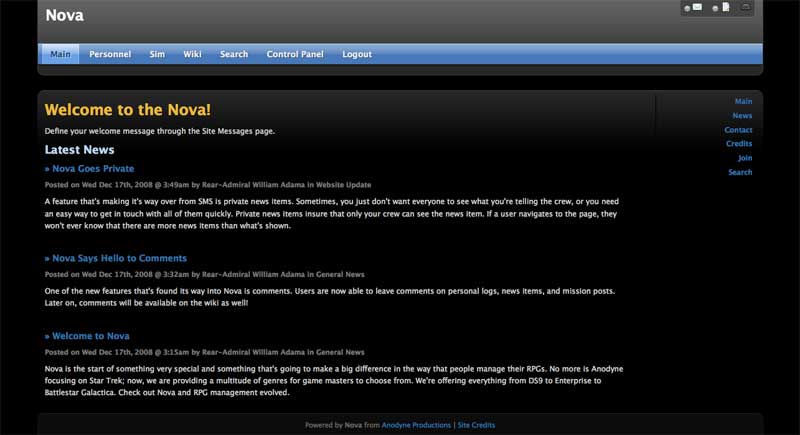 Nova
Main Personnel Sim Wiki Search Control Panel Logout
Welcome to the Nova!
Define your welcome message through the Site Messages page.
Latest News
» Nova Goes Private
Posted on Wed Dec 17th, 2008 @ 3:49am by Rear-Admiral William Adama in Website Update
A feature that's making it's way over from SMS is private news items. Sometimes, you just don't want everyone to see what you're telling the crew, or you need
an easy way to get in touch with all of them quickly. Private news items insure that only your crew can see the news item. If a user navigates to the page, they
won't ever know that there are more news items than what's shown.
» Nova Says Hello to Comments
Posted on Wed Dec 17th, 2008 @ 3:32am by Rear-Admiral William Adama in General News
One of the new features that's found its way into Nova is comments. Users are now able to leave comments on personal logs, news items, and mission posts.
Later on, comments will be available on the wiki as well!
» Welcome to Nova
Posted on Wed Dec 17th, 2008 @ 3:15am by Rear-Admiral William Adama in General News
Nova is the start of something very special and something that's going to make a big difference in the way that people manage their RPGs. No more is Anodyne
focusing on Star Trek; now, we are providing a multitude of genres for game masters to choose from. We're offering everything from DS9 to Enterprise to
Battlestar Galactica. Check out Nova and RPG management evolved.
Main
News
Contact
Credits
Join
Search
Powered by Nova from Anodyne Productions | Site Credits